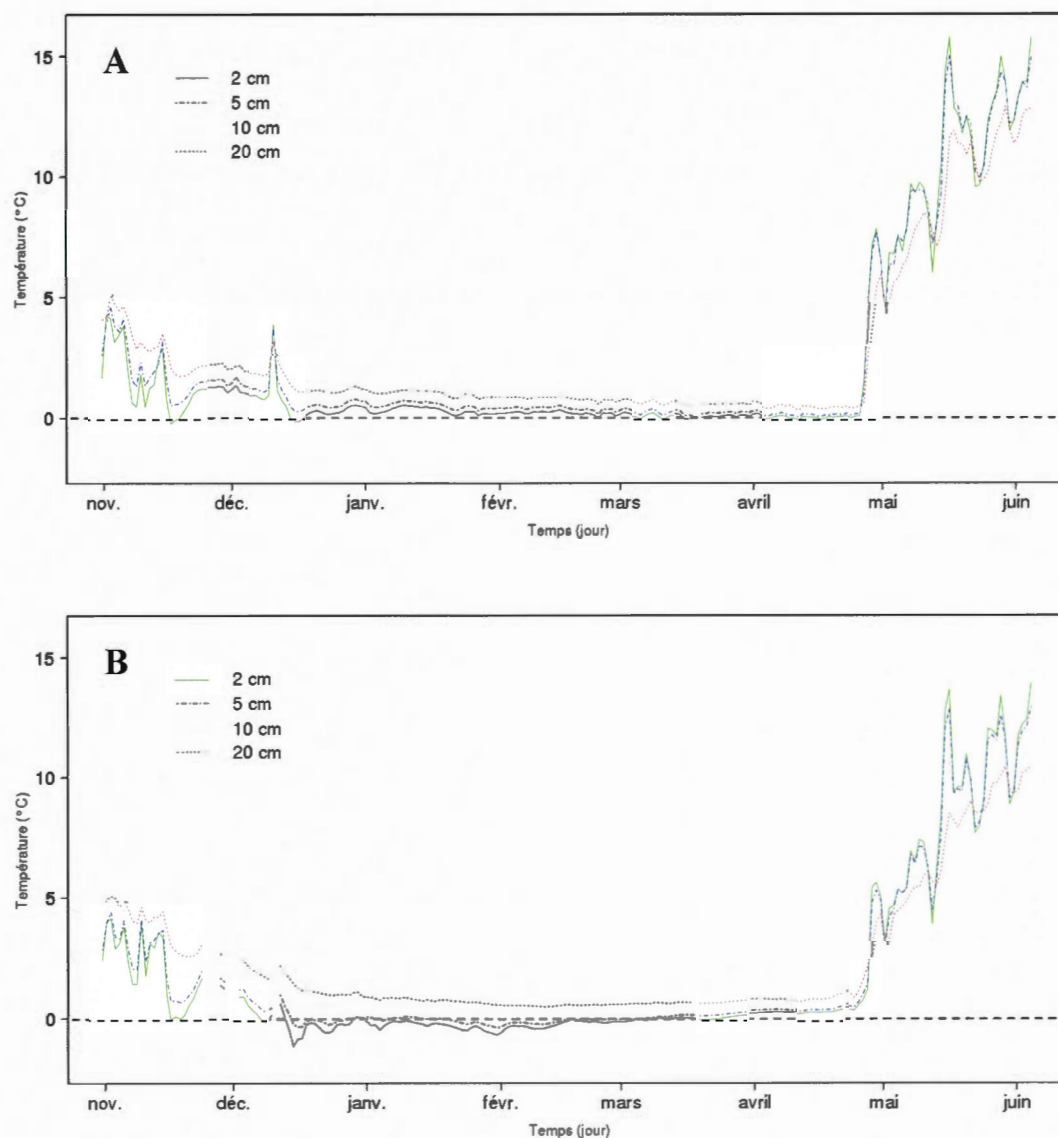 A
2 cm
5 cm
10 cm
20 cm
15
10
5
0
Température (°C)
nov. déc. janv. févr. mars avril mai juin
Temps (jour)
B
2 cm
5 cm
10 cm
20 cm
15
10
5
0
Température (°C)
nov. déc. janv. févr. mars avril mai juin
Temps (jour)